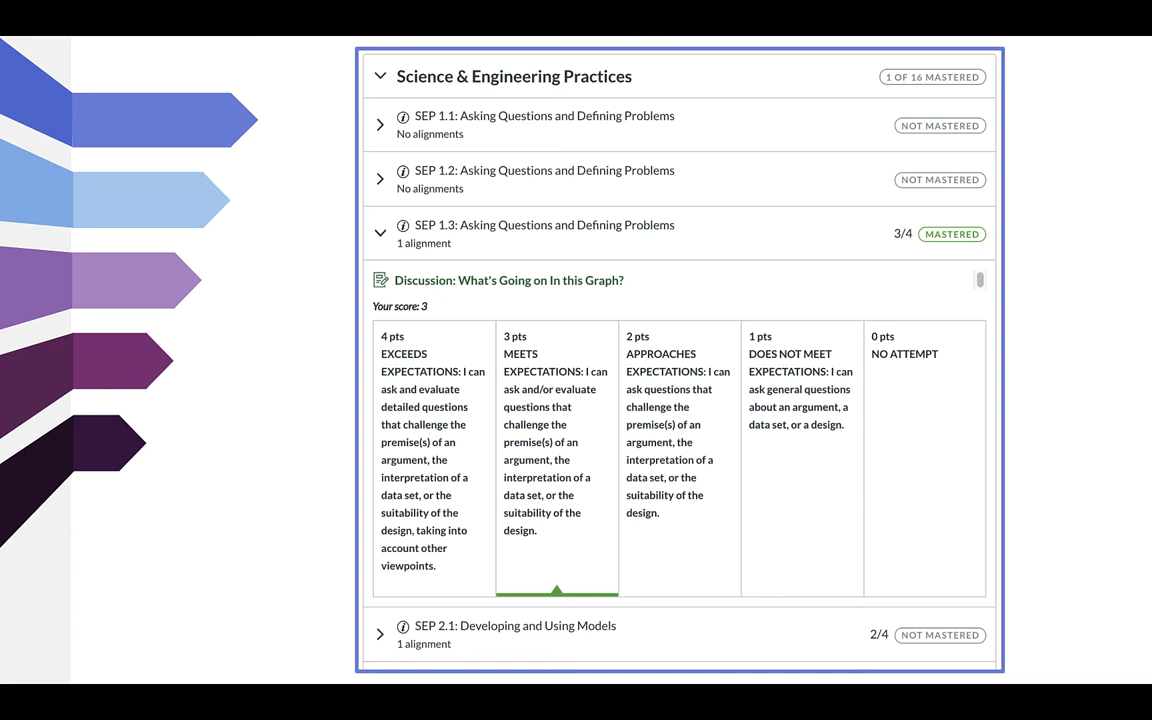 Science & Engineering Practices
1 OF 16 MASTERED
SEP 1.1: Asking Questions and Defining Problems
No alignments
NOT MASTERED
SEP 1.2: Asking Questions and Defining Problems
No alignments
NOT MASTERED
SEP 1.3: Asking Questions and Defining Problems
1 alignment
3/4 MASTERED
Discussion: What's Going on In this Graph?
Your score: 3
4 pts
EXCEEDS
EXPECTATIONS: I can
ask and evaluate
detailed questions
that challenge the
premise(s) of an
argument, the
interpretation of a
data set, or the
suitability of the
design, taking into
account other
viewpoints.
3 pts
MEETS
EXPECTATIONS: I can
ask and/or evaluate
questions that
challenge the
premise(s) of an
argument, the
interpretation of a
data set, or the
suitability of the
design.
2 pts
APPROACHES
EXPECTATIONS: I can
ask questions that
challenge the
premise(s) of an
argument, the
interpretation of a
data set, or the
suitability of the
design.
1 pts
DOES NOT MEET
EXPECTATIONS: I can
ask general questions
about an argument, a
data set, or a design.
0 pts
NO ATTEMPT
SEP 2.1: Developing and Using Models
1 alignment
2/4 NOT MASTERED